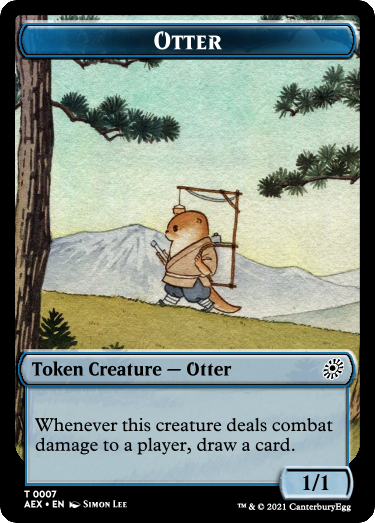 Otter
Token Creature — Otter
Whenever this creature deals combat
damage to a player, draw a card.
1/1
T 0007
AEX • EN Simon Lee
™ & © 2021 CanterburyEgg